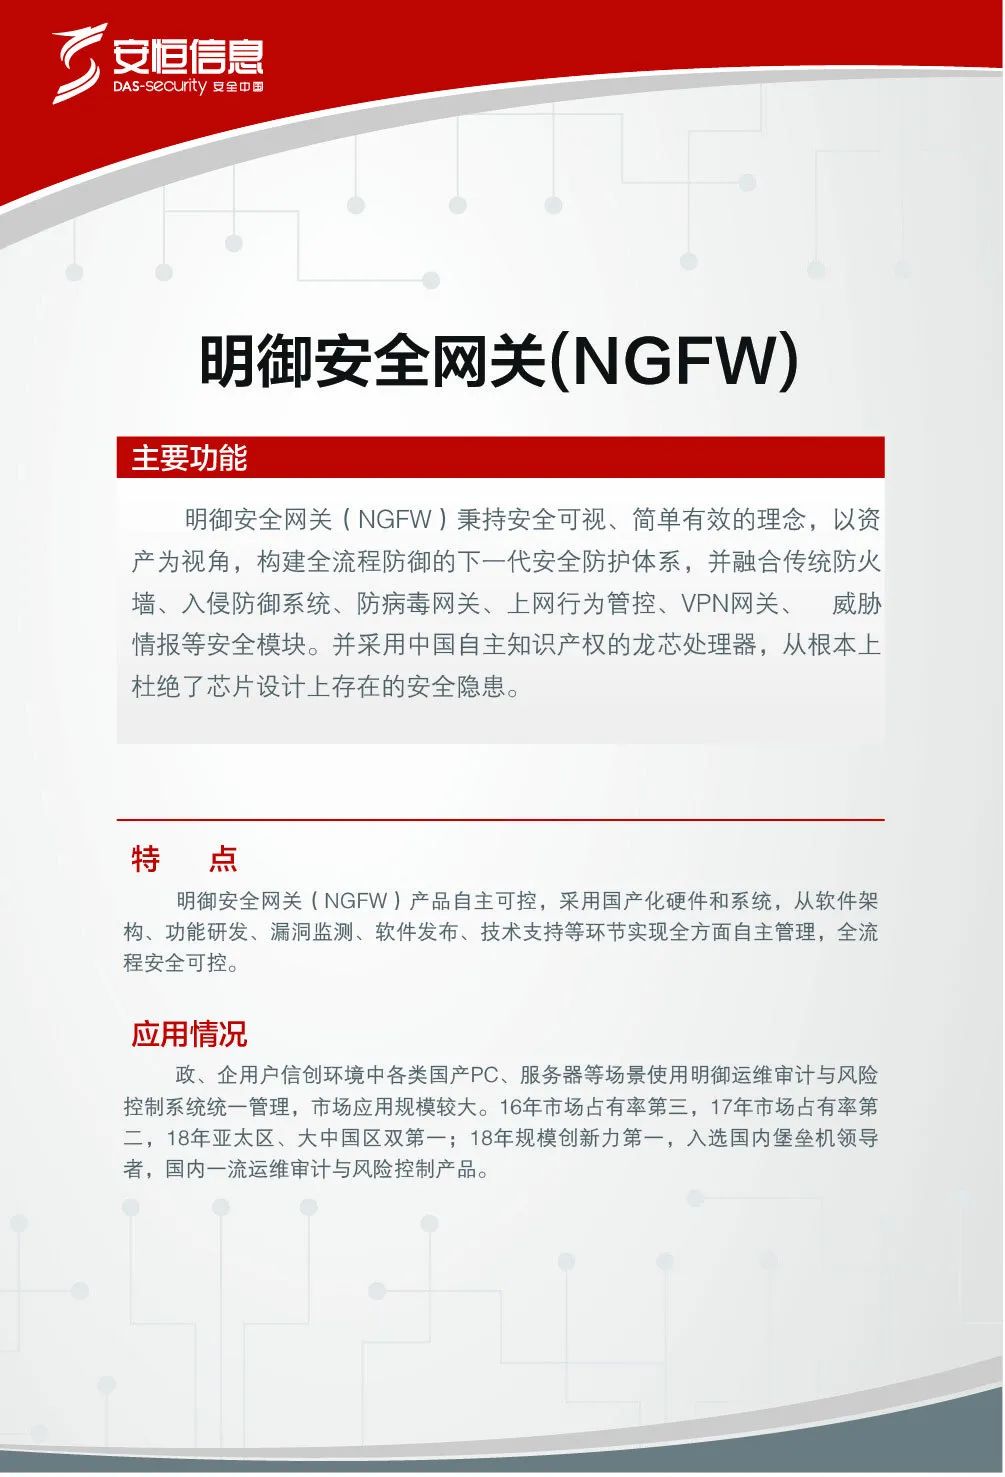 安恒信息
DAS-security 安全中国
明御安全网关(NGFW)
主要功能
明御安全网关（NGFW）秉持安全可视、简单有效的理念，以资
产为视角，构建全流程防御的下一代安全防护体系，并融合传统防火
墙、入侵防御系统、防病毒网关、上网行为管控、VPN网关、 威胁
情报等安全模块。并采用中国自主知识产权的龙芯处理器，从根本上
杜绝了芯片设计上存在的安全隐患。
特 点
明御安全网关（NGFW）产品自主可控，采用国产化硬件和系统，从软件架
构、功能研发、漏洞监测、软件发布、技术支持等环节实现全方面自主管理，全流
程安全可控。
应用情况
政、企用户信创环境中各类国产PC、服务器等场景使用明御运维审计与风险
控制系统统一管理，市场应用规模较大。16年市场占有率第三，17年市场占有率第
二，18年亚太区、大中国区双第一；18年规模创新力第一，入选国内堡垒机领导
者，国内一流运维审计与风险控制产品。